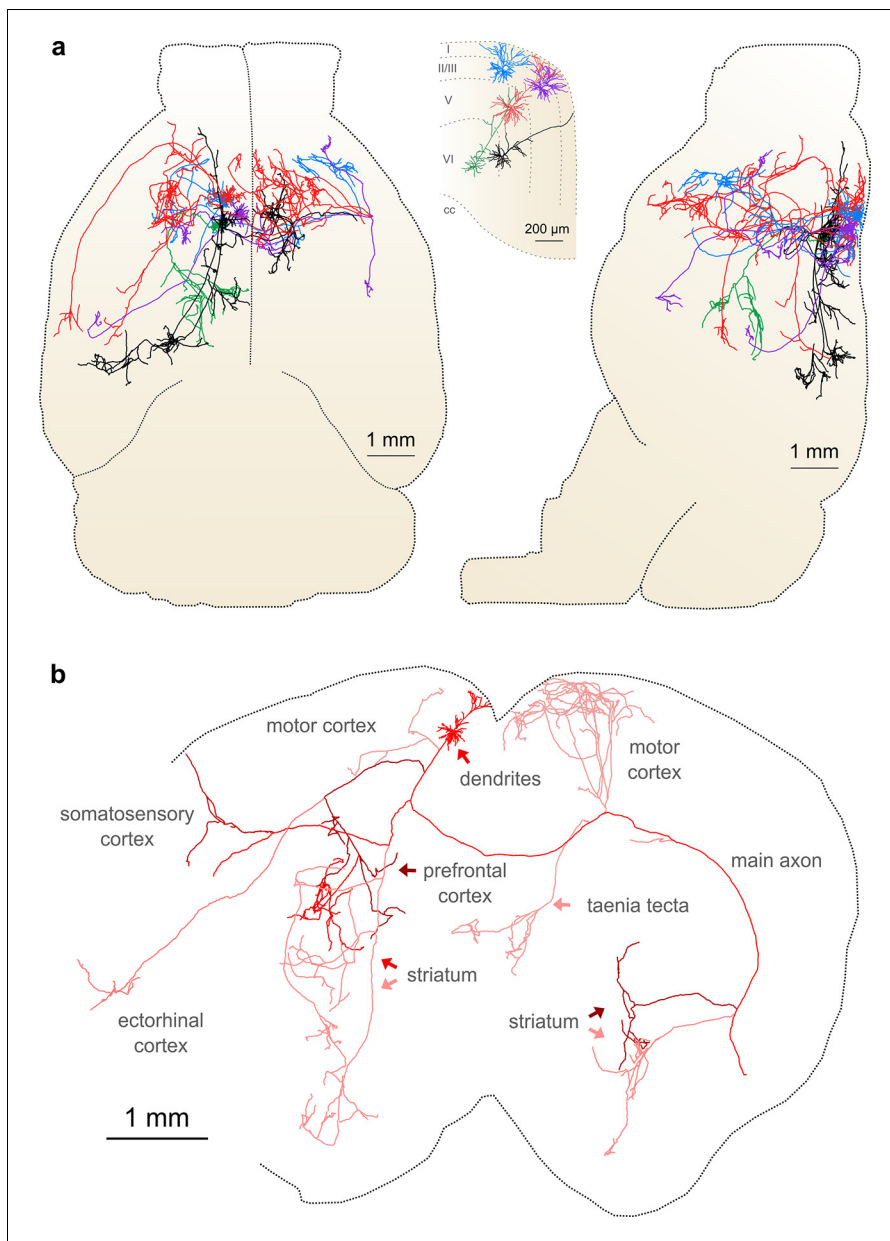 a
I
II/III
V
VI
cc
200 µm
1 mm
1 mm
b
motor cortex
motor
cortex
dendrites
somatosensory
cortex
main axon
prefrontal
cortex
taenia tecta
striatum
striatum
ectorhinal
cortex
1 mm